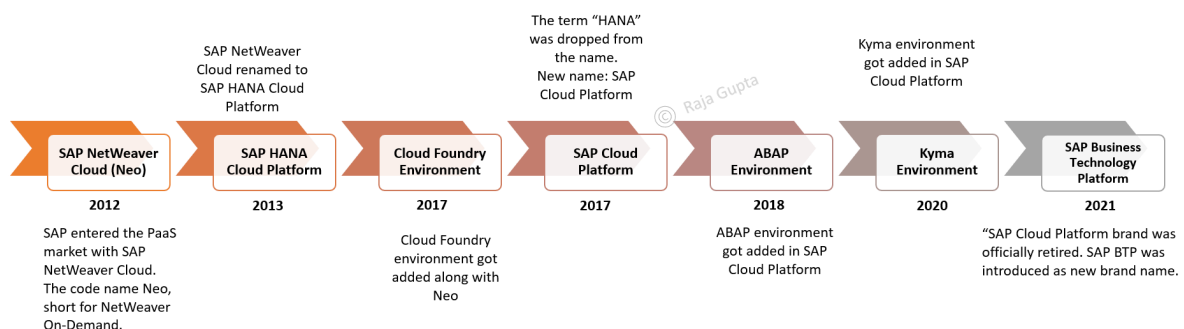 SAP NetWeaver
Cloud renamed to
SAP HANA Cloud
Platform
The term “HANA”
was dropped from
the name.
New name: SAP
Cloud Platform
Kyma environment
got added in SAP
Cloud Platform
© Raja Gupta
SAP NetWeaver
Cloud (Neo)
SAP HANA
Cloud Platform
Cloud Foundry
Environment
SAP Cloud
Platform
ABAP
Environment
Kyma
Environment
SAP Business
Technology
Platform
2012
2013
2017
2017
2018
2020
2021
SAP entered the PaaS
market with SAP
NetWeaver Cloud.
The code name Neo,
short for NetWeaver
On-Demand.
Cloud Foundry
environment got
added along with
Neo
ABAP environment
got added in SAP
Cloud Platform
“SAP Cloud Platform brand was
officially retired. SAP BTP was
introduced as new brand name.